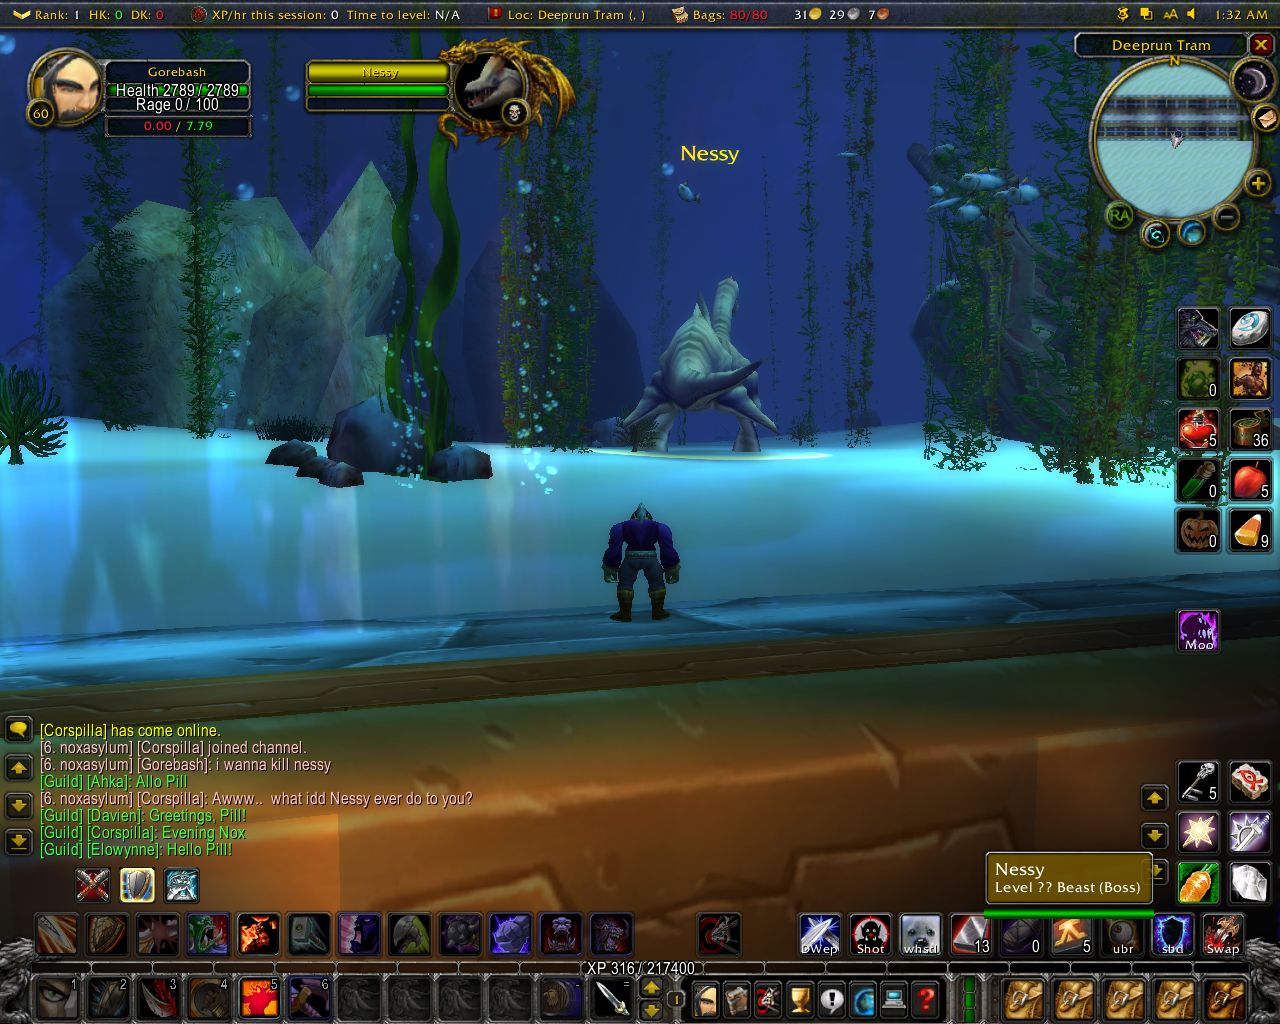 Rank: 1 HK: 0 DK: 0 XP/hr this session: 0 Time to level: N/A Loc: Deeprun Tram (, ) Bags: 80/80 31 29 7 1:32 AM
Deeprun Tram
N
Gorebash
Health 2789 / 2789
Rage 0 / 100
0.00 / 7.79
60
Nessy
Nessy
RA
0
5 36
0 5
0 9
Moo
[Corspilla] has come online.
[6. noxasylum] [Corspilla] joined channel.
[6. noxasylum] [Gorebash]: i wanna kill nessy
[Guild] [Ahka]: Allo Pill
[6. noxasylum] [Corspilla]: Awww.. what idd Nessy ever do to you?
[Guild] [Davien]: Greetings, Pill!
[Guild] [Corspilla]: Evening Nox
[Guild] [Elowynne]: Hello Pill!
5
Nessy
Level ?? Beast (Boss)
DWep Shot whstl 13 0 5 ubr sbd Swap
XP 316 / 217400
1 2 3 4 5 6 - =
1